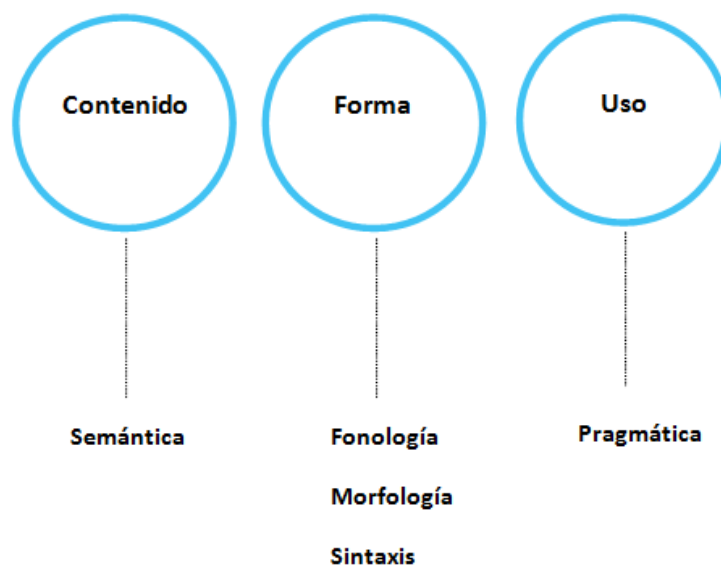 Contenido
Forma
Uso
Semántica
Fonología
Pragmática
Morfología
Sintaxis